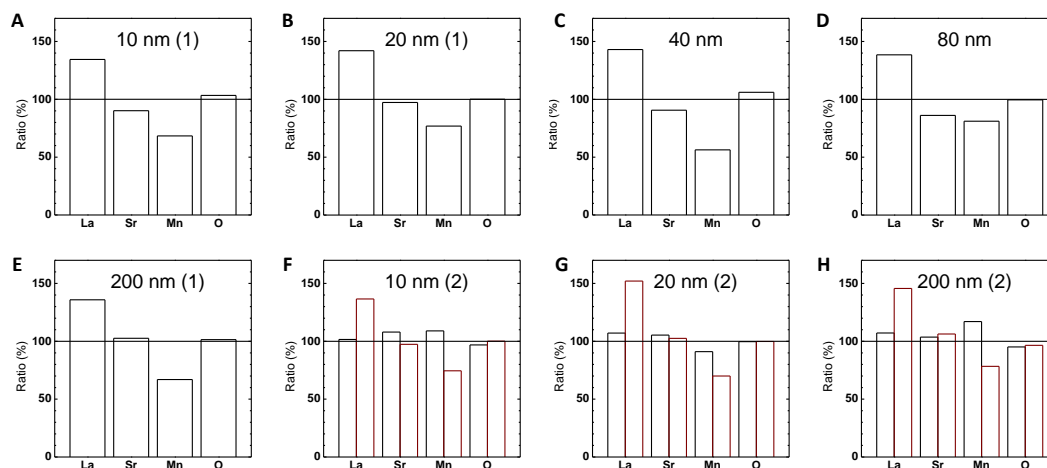 A
10 nm (1)
150
100
50
0
Ratio (%)
La Sr Mn O
B
20 nm (1)
150
100
50
0
Ratio (%)
La Sr Mn O
C
40 nm
150
100
50
0
Ratio (%)
La Sr Mn O
D
80 nm
150
100
50
0
Ratio (%)
La Sr Mn O
E
200 nm (1)
150
100
50
0
Ratio (%)
La Sr Mn O
F
10 nm (2)
150
100
50
0
Ratio (%)
La Sr Mn O
G
20 nm (2)
150
100
50
0
Ratio (%)
La Sr Mn O
H
200 nm (2)
150
100
50
0
Ratio (%)
La Sr Mn O